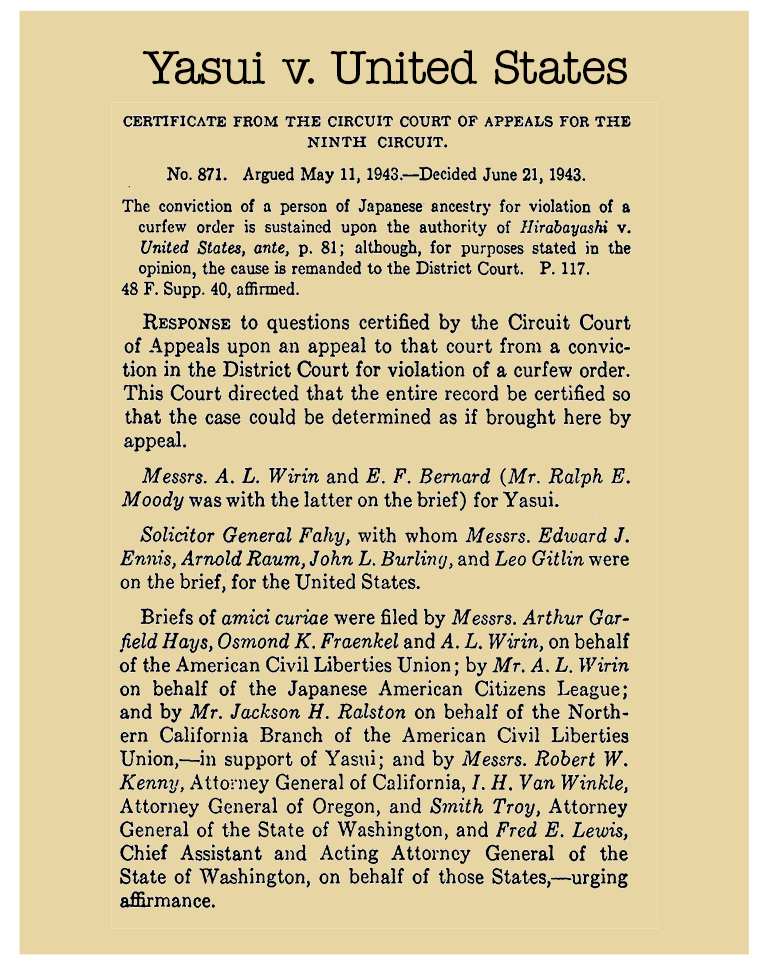 Yasui v. United States
CERTIFICATE FROM THE CIRCUIT COURT OF APPEALS FOR THE
NINTH CIRCUIT.
No. 871. Argued May 11, 1943.—Decided June 21, 1943.
The conviction of a person of Japanese ancestry for violation of a
curfew order is sustained upon the authority of Hirabayashi v.
United States, ante, p. 81; although, for purposes stated in the
opinion, the cause is remanded to the District Court. P. 117.
48 F. Supp. 40, affirmed.
RESPONSE to questions certified by the Circuit Court
of Appeals upon an appeal to that court from a convic-
tion in the District Court for violation of a curfew order.
This Court directed that the entire record be certified so
that the case could be determined as if brought here by
appeal.
Messrs. A. L. Wirin and E. F. Bernard (Mr. Ralph E.
Moody was with the latter on the brief) for Yasui.
Solicitor General Fahy, with whom Messrs. Edward J.
Ennis, Arnold Raum, John L. Burling, and Leo Gitlin were
on the brief, for the United States.
Briefs of amici curiae were filed by Messrs. Arthur Gar-
field Hays, Osmond K. Fraenkel and A. L. Wirin, on behalf
of the American Civil Liberties Union; by Mr. A. L. Wirin
on behalf of the Japanese American Citizens League;
and by Mr. Jackson H. Ralston on behalf of the North-
ern California Branch of the American Civil Liberties
Union,—in support of Yasui; and by Messrs. Robert W.
Kenny, Attorney General of California, I. H. Van Winkle,
Attorney General of Oregon, and Smith Troy, Attorney
General of the State of Washington, and Fred E. Lewis,
Chief Assistant and Acting Attorney General of the
State of Washington, on behalf of those States,—urging
affirmance.